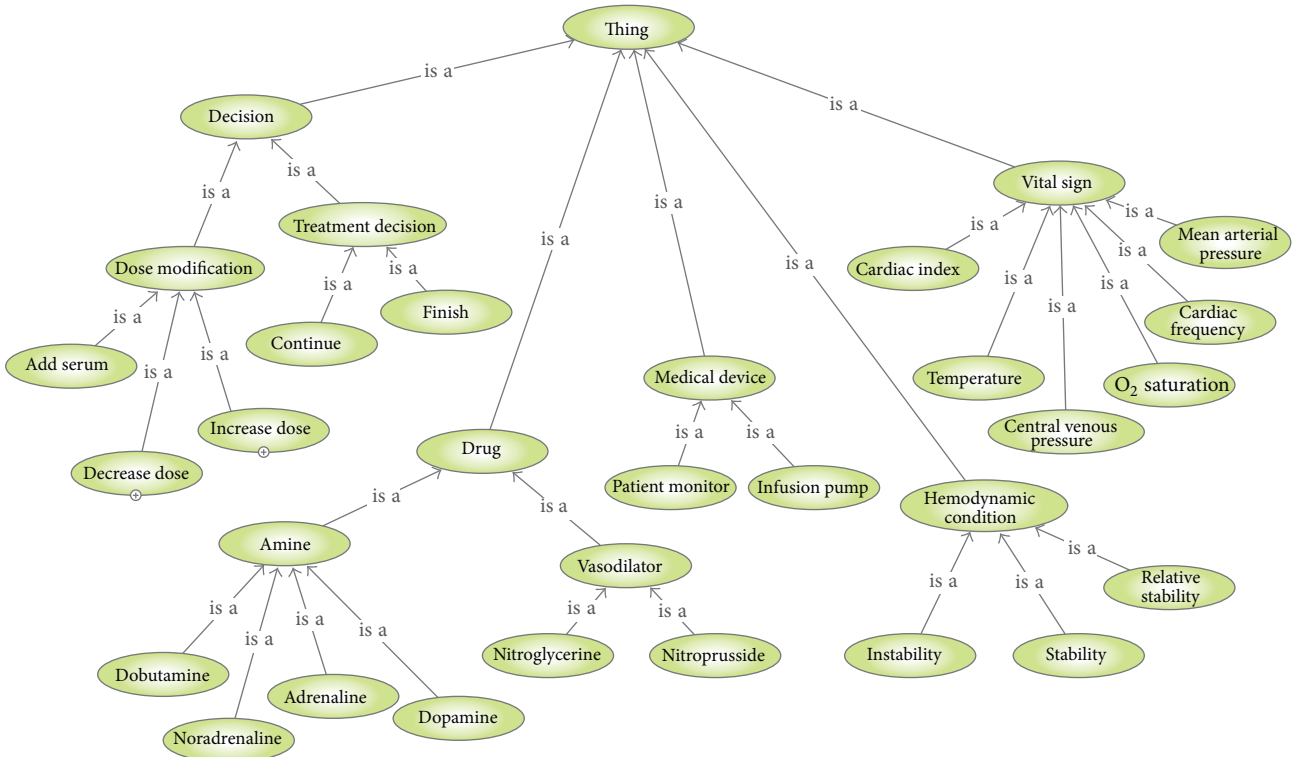 Thing
is a
is a
Decision
is a
is a
Vital sign
is a
is a
is a
is a
is a
Mean arterial
pressure
Treatment decision
is a
is a
is a
Cardiac index
Dose modification
is a
is a
is a
is a
is a
Cardiac
frequency
Finish
is a
Continue
is a
Add serum
is a
Medical device
Temperature
O2 saturation
Increase dose
is a
is a
Central venous
pressure
Drug
Decrease dose
Patient monitor
Infusion pump
is a
is a
Hemodynamic
condition
Amine
is a
Vasodilator
is a
is a
Relative
stability
is a
is a
is a
is a
is a
is a
Nitroglycerine
Nitroprusside
Instability
Stability
Dobutamine
Adrenaline
Dopamine
Noradrenaline